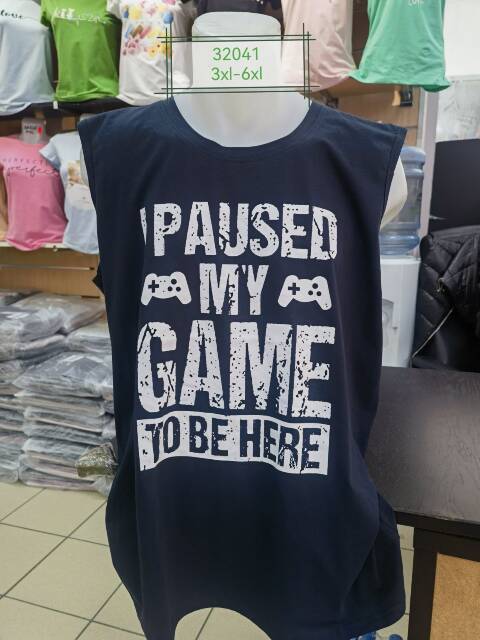 32041
3xl-6xl
I PAUSED
MY
GAME
TO BE HERE